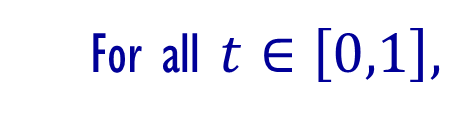 For all 𝑡 ∈ [0,1],